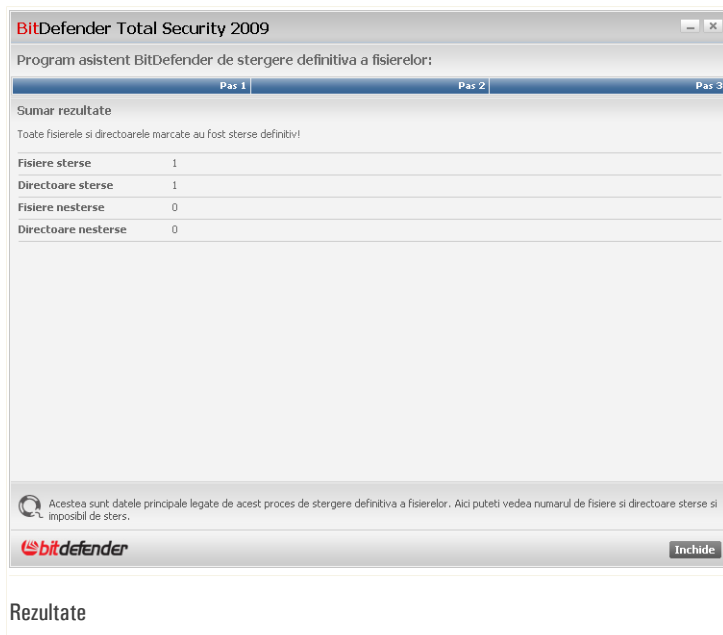 BitDefender Total Security 2009
Program asistent BitDefender de stergere definitiva a fisierelor:
Pas 1 Pas 2 Pas 3
Sumar rezultate
Toate fisierele si directoarele marcate au fost sterse definitiv!
Fisiere sterse 1
Directoare sterse 1
Fisiere nesterse 0
Directoare nesterse 0
Acestea sunt datele principale legate de acest proces de stergere definitiva a fisierelor. Aici puteti vedea numarul de fisiere si directoare sterse si
imposibil de sters.
bitdefender Inchide
Rezultate